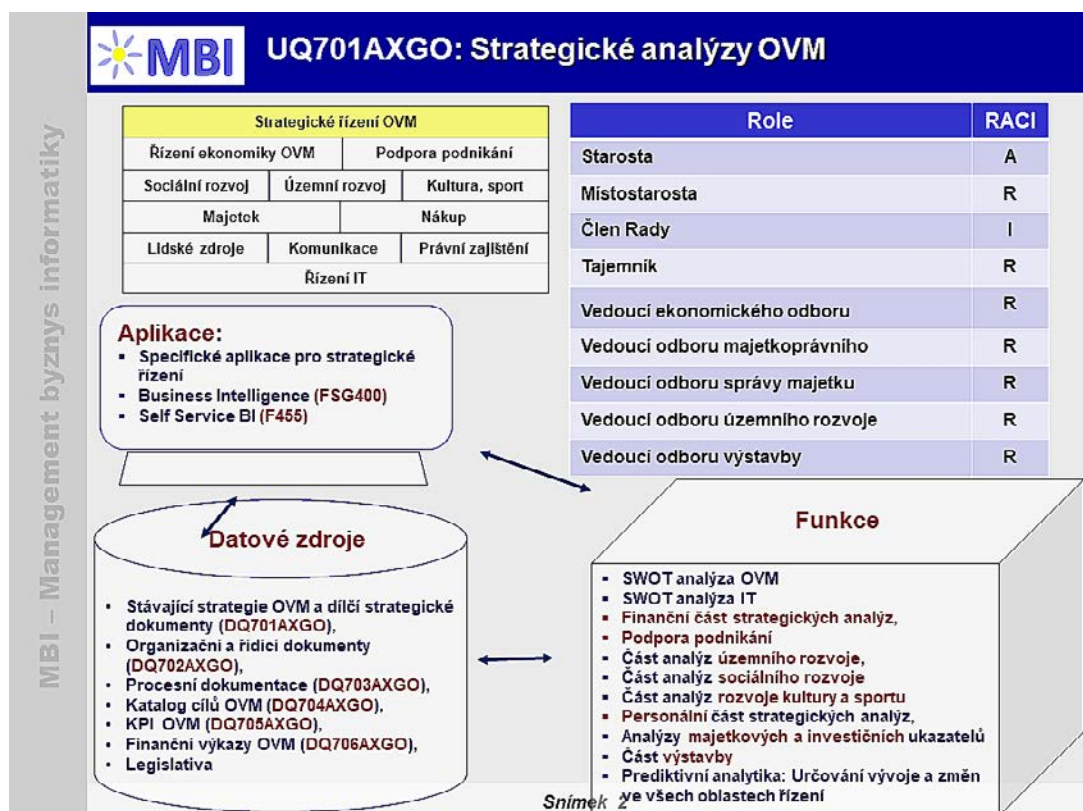 MBI – Management byznys informatiky
MBI
UQ701AXGO: Strategické analýzy OVM
Strategické řízení OVM
Řízení ekonomiky OVM Podpora podnikání
Sociální rozvoj Územní rozvoj Kultura, sport
Majetek Nákup
Lidské zdroje Komunikace Právní zajištění
Řízení IT
Role RACI
Starosta A
Místostarosta R
Člen Rady I
Tajemník R
Vedoucí ekonomického odboru R
Vedoucí odboru majetkoprávního R
Vedoucí odboru správy majetku R
Vedoucí odboru územního rozvoje R
Vedoucí odboru výstavby R
Aplikace:
▪ Specifické aplikace pro strategické
řízení
▪ Business Intelligence (FSG400)
▪ Self Service BI (F455)
Datové zdroje
▪ Stávající strategie OVM a dílčí strategické
dokumenty (DQ701AXGO),
▪ Organizační a řídící dokumenty
(DQ702AXGO),
▪ Procesní dokumentace (DQ703AXGO),
▪ Katalog cílů OVM (DQ704AXGO),
▪ KPI OVM (DQ705AXGO),
▪ Finanční výkazy OVM (DQ706AXGO),
▪ Legislativa
Funkce
▪ SWOT analýza OVM
▪ SWOT analýza IT
▪ Finanční část strategických analýz,
▪ Podpora podnikání
▪ Část analýz územního rozvoje,
▪ Část analýz sociálního rozvoje
▪ Část analýz rozvoje kultury a sportu
▪ Personální část strategických analýz,
▪ Analýzy majetkových a investičních ukazatelů
▪ Část výstavby
▪ Prediktivní analytika: Určování vývoje a změn
ve všech oblastech řízení
Snímek 2